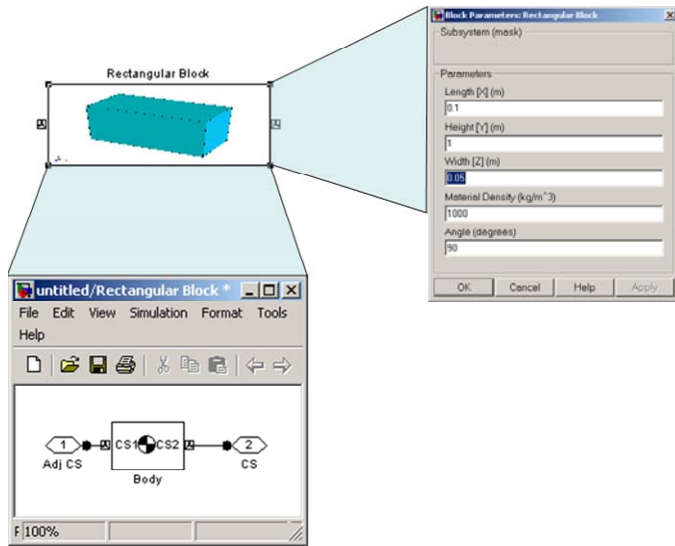 Block Parameters: Rectangular Block
Subsystem (mask)
Parameters
Length [X] (m)
0.1
Height [Y] (m)
1
Width [Z] (m)
0.05
Material Density (kg/m^3)
1000
Angle (degrees)
90
OK Cancel Help Apply
Rectangular Block
untitled/Rectangular Block *
File Edit View Simulation Format Tools
Help
1 CS1 CS2 2
Adj CS CS
Body
F 100%